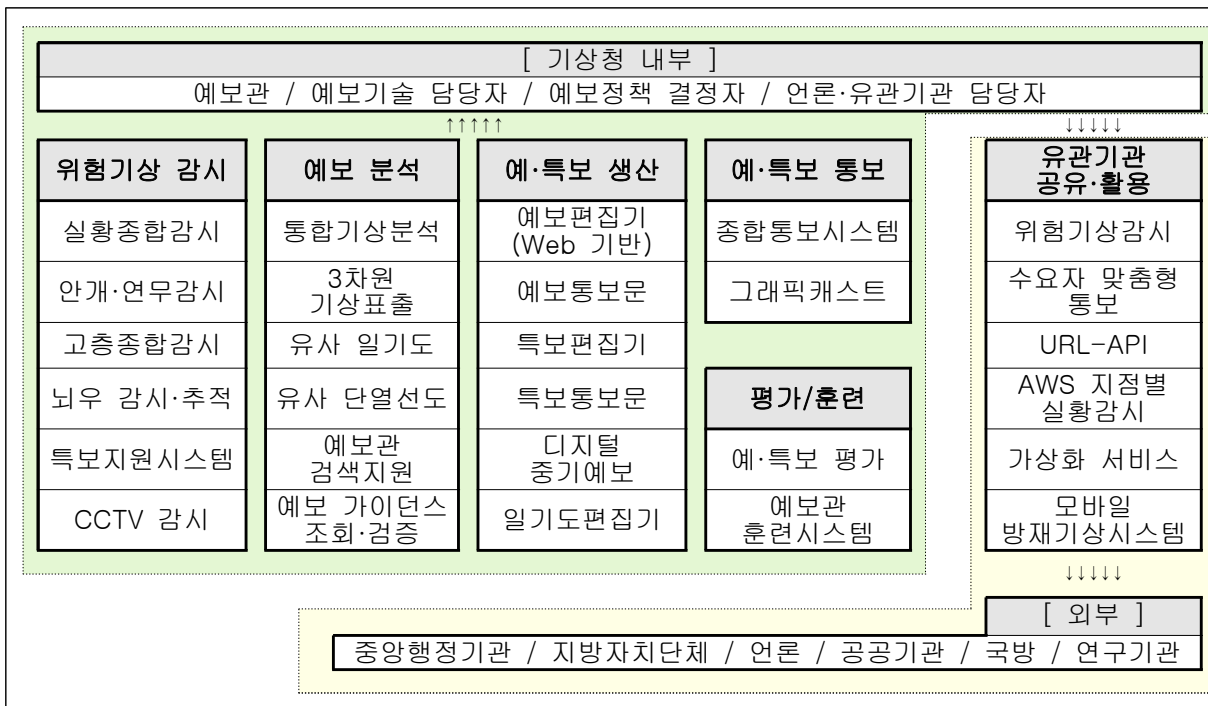 [ 기상청 내부 ]
예보관 / 예보기술 담당자 / 예보정책 결정자 / 언론·유관기관 담당자
↑↑↑↑↑
↓↓↓↓↓
위험기상 감시
실황종합감시
안개·연무감시
고층종합감시
뇌우 감시·추적
특보지원시스템
CCTV 감시
예보 분석
통합기상분석
3차원
기상표출
유사 일기도
유사 단열선도
예보관
검색지원
예보 가이던스
조회·검증
예·특보 생산
예보편집기
(Web 기반)
예보통보문
특보편집기
특보통보문
디지털
중기예보
일기도편집기
예·특보 통보
종합통보시스템
그래픽캐스트
평가/훈련
예·특보 평가
예보관
훈련시스템
유관기관
공유·활용
위험기상감시
수요자 맞춤형
통보
URL-API
AWS 지점별
실황감시
가상화 서비스
모바일
방재기상시스템
↓↓↓↓↓
[ 외부 ]
중앙행정기관 / 지방자치단체 / 언론 / 공공기관 / 국방 / 연구기관